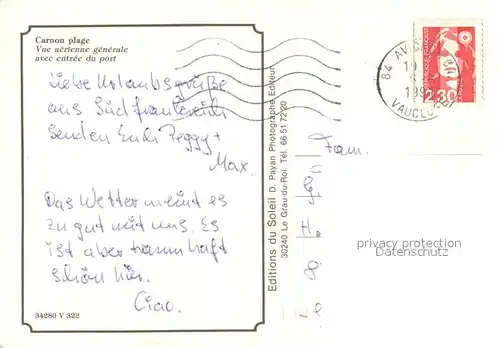 Carnon plage
Vue aérienne générale
avec entrée du port
Liebe Urlaubsgrüße
aus Südfrankreich
senden Euch Peggy +
Max.
Das Wetter meint es
zu gut mit uns. Es
ist aber traumhaft
schön hier.
Ciao.
34280 V 322
Editions du Soleil D. Payan Photographe Editeur
30240 Le Grau-du-Roi. Tél. 66 51 72 20
Fam.
84 AVIGNON
VAUCLUSE
2,30
privacy protection
Datenschutz